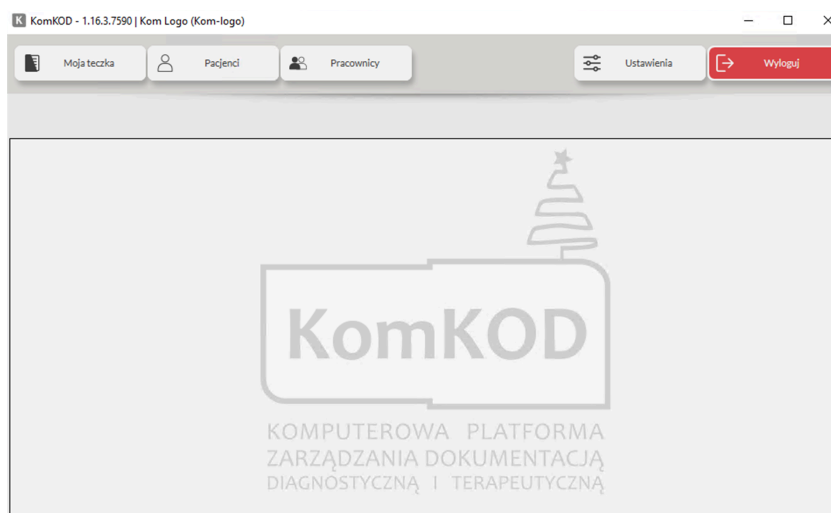 K KomKOD - 1.16.3.7590 | Kom Logo (Kom-logo)
Moja teczka Pacjenci Pracownicy Ustawienia Wyloguj
KomKOD
KOMPUTEROWA PLATFORMA
ZARZĄDZANIA DOKUMENTACJĄ
DIAGNOSTYCZNĄ I TERAPEUTYCZNĄ